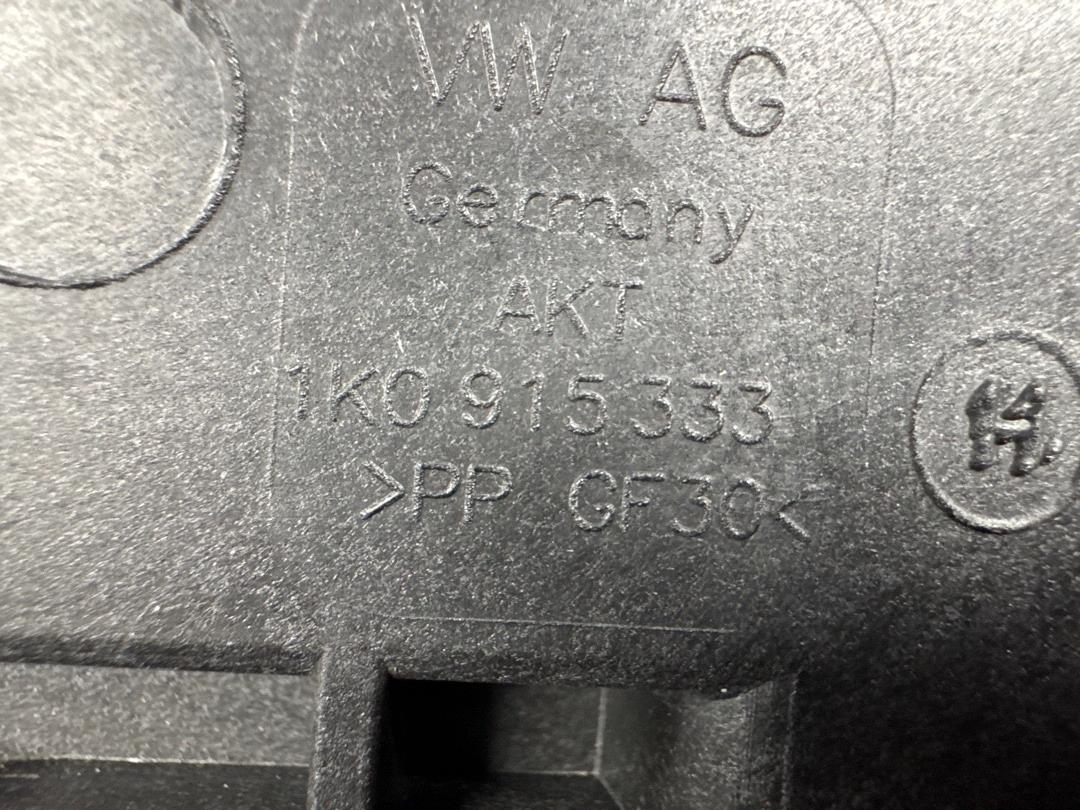 VW AG
Germany
AKT
1K0 915 333
>PP GF30<